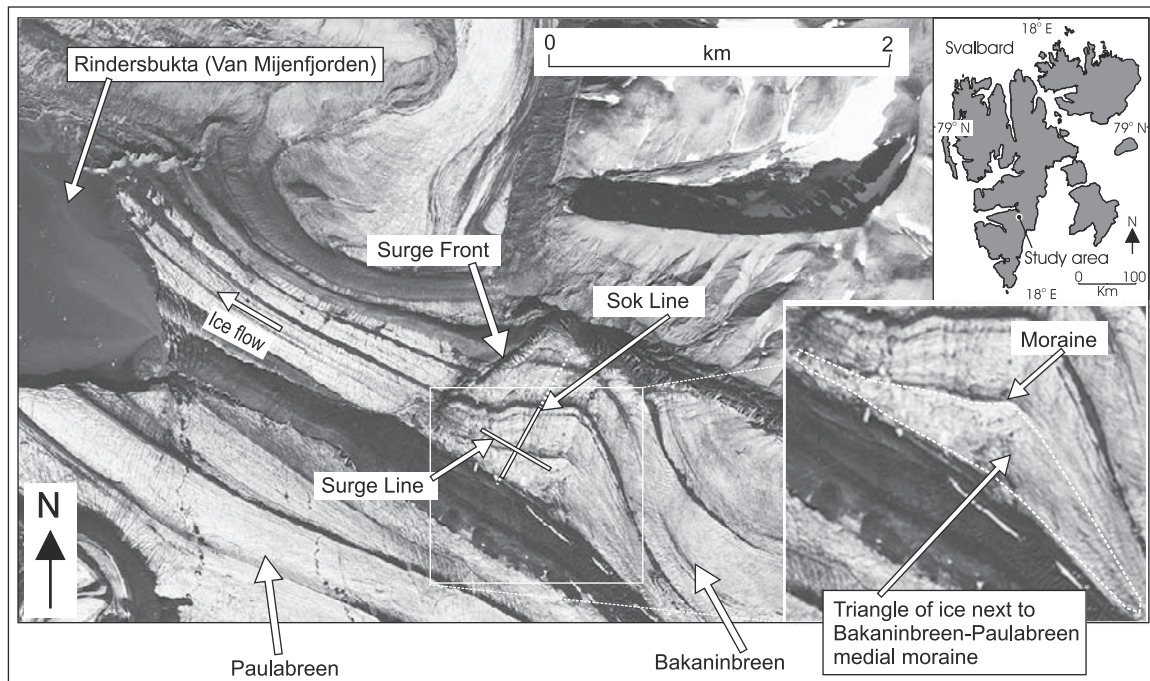 Rindersbukta (Van Mijenfjorden)
0
2
km
Svalbard
18° E
79° N
79° N
N
Study area
0
100
Km
18° E
Surge Front
Sok Line
Ice flow
Surge Line
Moraine
N
Triangle of ice next to
Bakaninbreen-Paulabreen
medial moraine
Paulabreen
Bakaninbreen